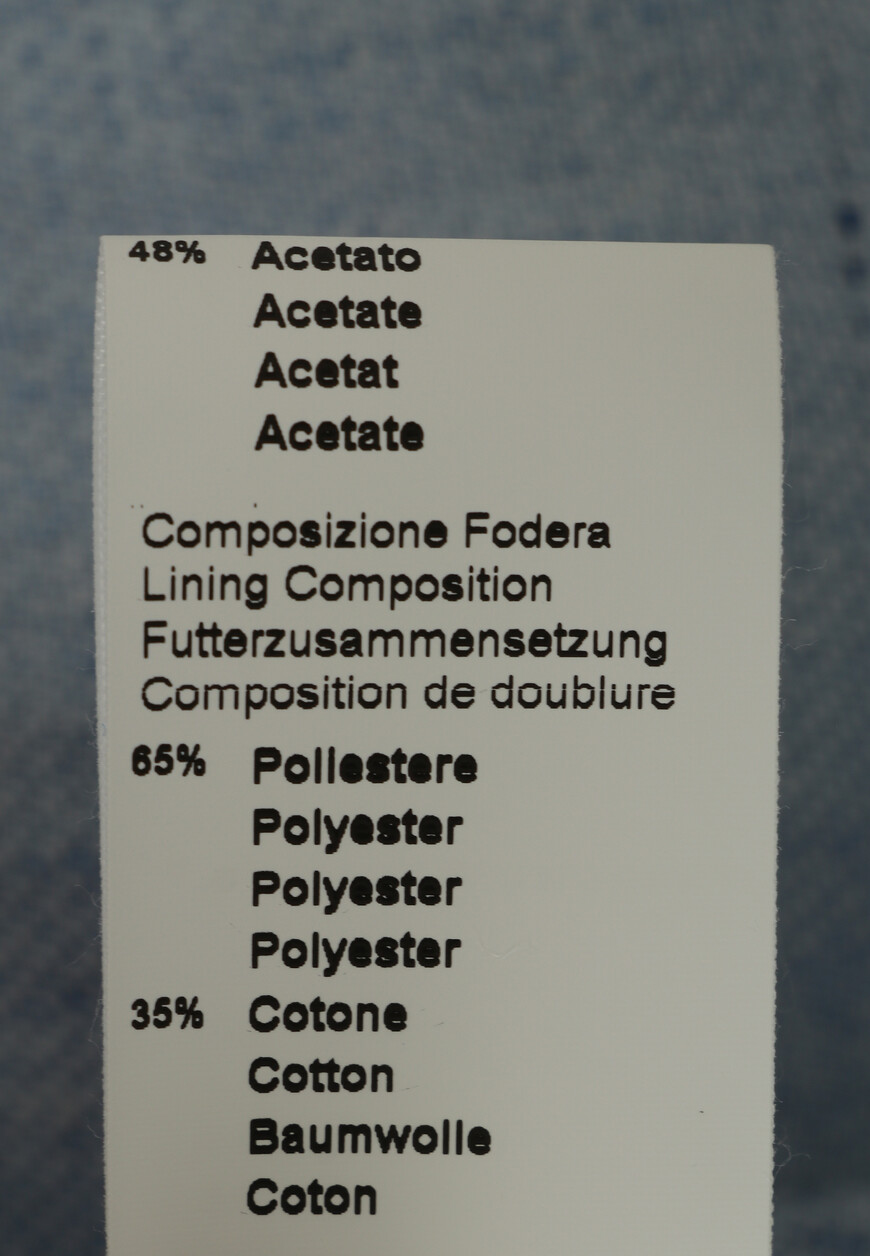 48% Acetato
Acetate
Acetat
Acetate
Composizione Fodera
Lining Composition
Futterzusammensetzung
Composition de doublure
65% Poliestere
Polyester
Polyester
Polyester
35% Cotone
Cotton
Baumwolle
Coton